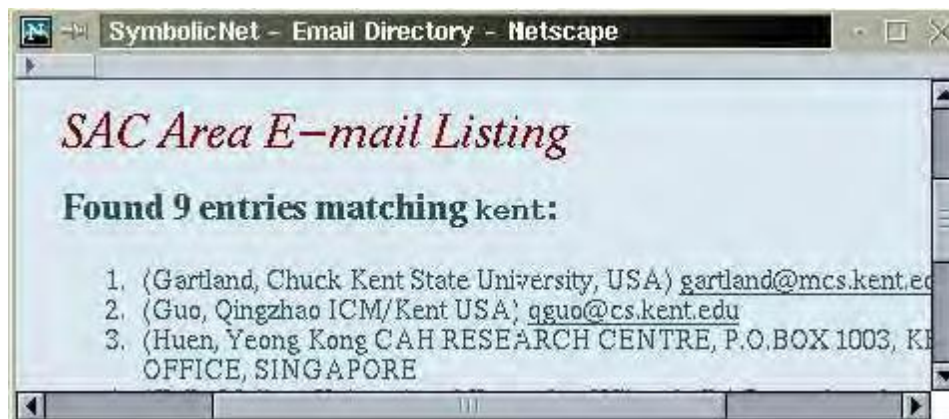 SymbolicNet - Email Directory - Netscape
SAC Area E-mail Listing
Found 9 entries matching kent:
1. (Gartland, Chuck Kent State University, USA) gartland@mcs.kent.ed
2. (Guo, Qingzhao ICM/Kent USA) qguo@cs.kent.edu
3. (Huen, Yeong Kong CAH RESEARCH CENTRE, P.O.BOX 1003,
OFFICE, SINGAPORE